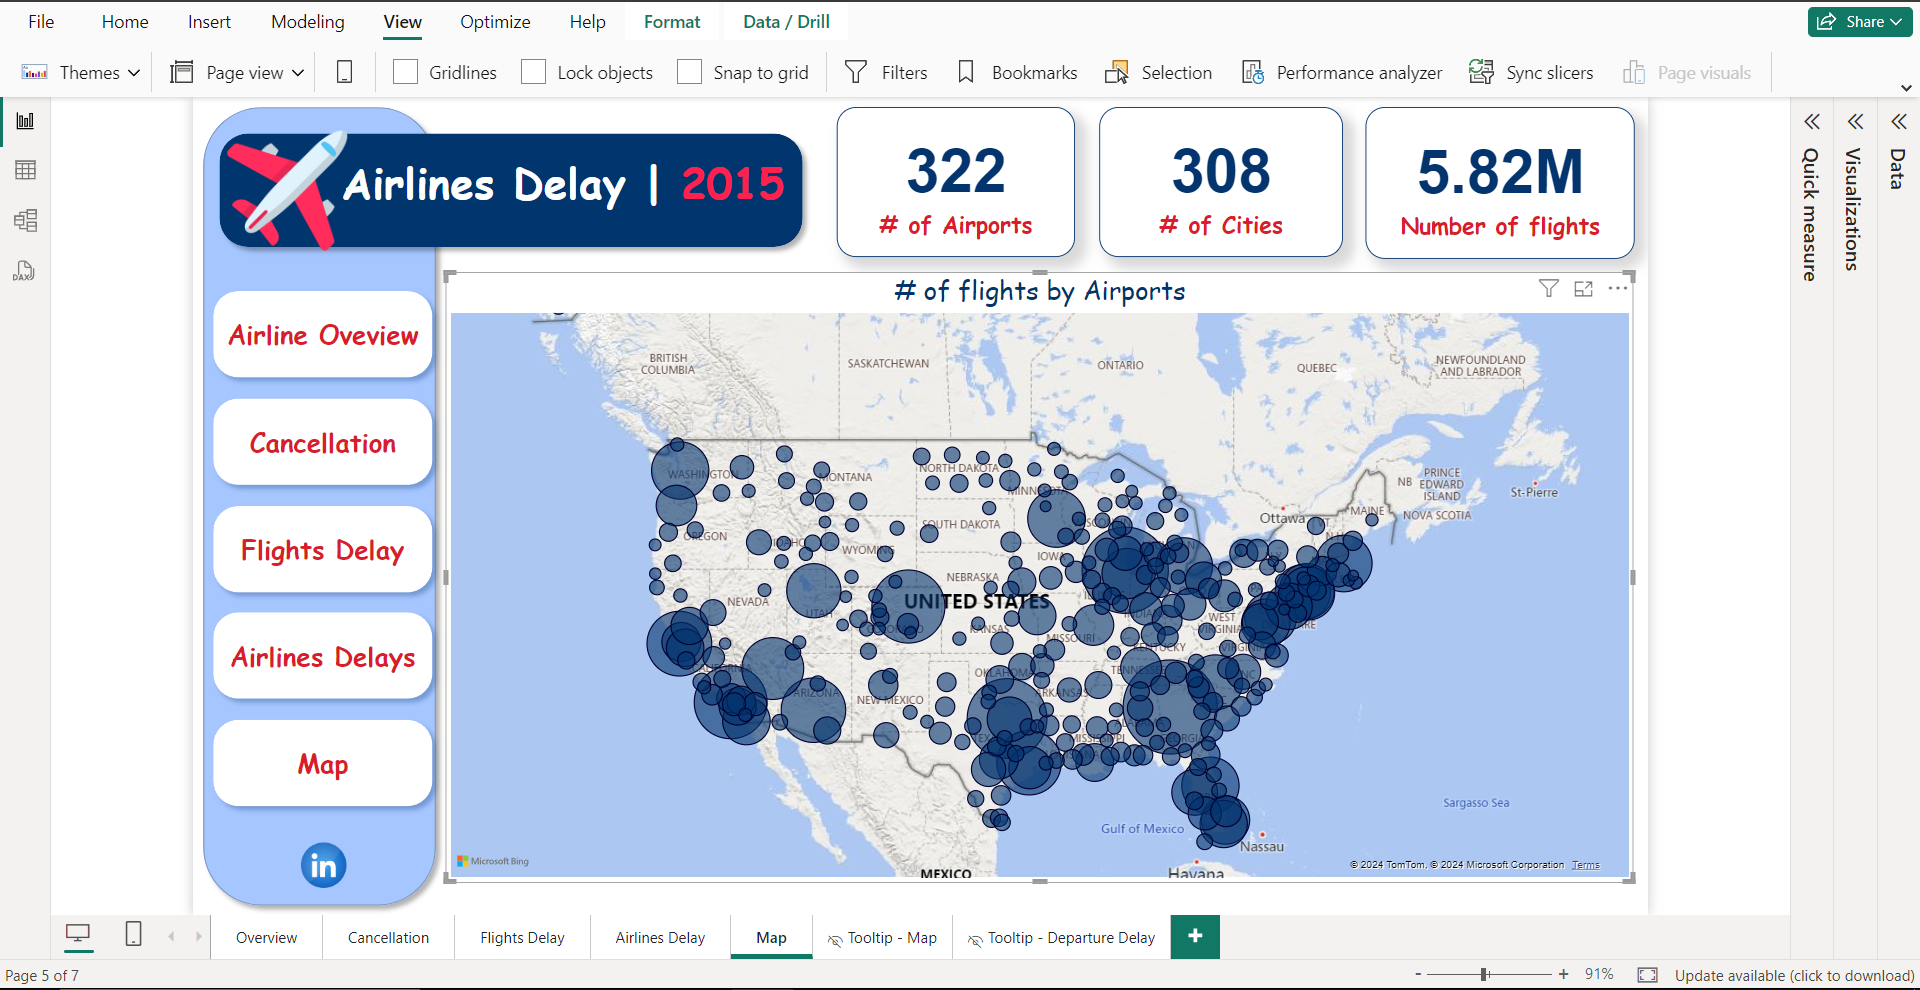 File Home Insert Modeling View Optimize Help Format Data / Drill Share
Themes Page view Gridlines Lock objects Snap to grid Filters Bookmarks Selection Performance analyzer Sync slicers Page visuals
Airlines Delay | 2015
322
# of Airports
308
# of Cities
5.82M
Number of flights
Quick measure
Visualizations
Data
DAX
Airline Oveview
Cancellation
Flights Delay
Airlines Delays
Map
in
# of flights by Airports
BRITISH
COLUMBIA
SASKATCHEWAN
ONTARIO
QUEBEC
NEWFOUNDLAND
AND LABRADOR
WASHINGTON
MONTANA
NORTH DAKOTA
MINNESOTA
NB
PRINCE
EDWARD
ISLAND
St-Pierre
MAINE
NOVA SCOTIA
Ottawa
VT
OREGON
IDAHO
SOUTH DAKOTA
WYOMING
IOWA
NEBRASKA
NEVADA
UTAH
UNITED STATES
KANSAS
MISSOURI
WEST
VIRGINIA
KENTUCKY
OKLAHOMA
TENNESSEE
ARKANSAS
NC
ARIZONA
NEW MEXICO
MISSISSIPPI
ALABAMA
GEORGIA
Sargasso Sea
Gulf of Mexico
Nassau
Havana
MEXICO
Microsoft Bing
© 2024 TomTom, © 2024 Microsoft Corporation Terms
Overview Cancellation Flights Delay Airlines Delay Map Tooltip - Map Tooltip - Departure Delay +
Page 5 of 7
- + 91% Update available (click to download)